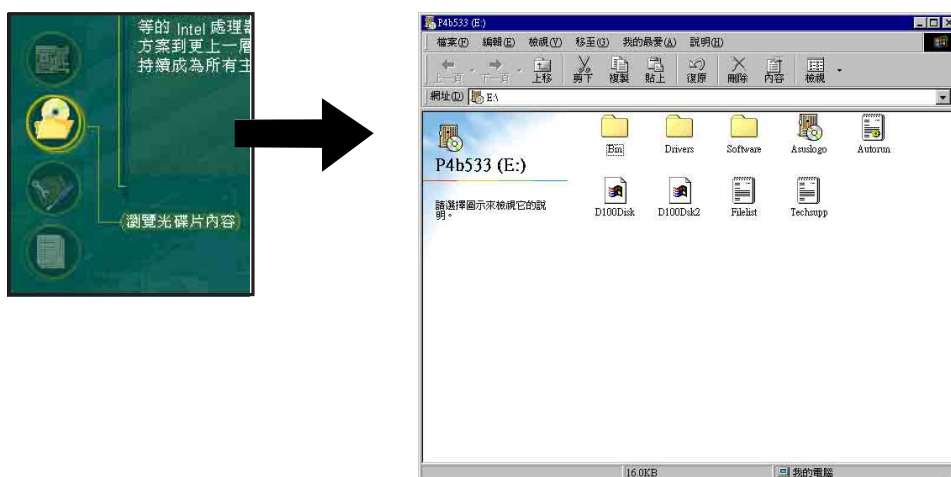 等的 Intel 處理器
方案到更上一層
持續成為所有主
瀏覽光碟片內容
P4b533 (E:)
檔案(F) 編輯(E) 檢視(V) 移至(G) 我的最愛(A) 說明(H)
上一頁 下一頁 上移 剪下 複製 貼上 復原 刪除 內容 檢視
網址(D) E:\
P4b533 (E:)
請選擇圖示來檢視它的說
明。
Bin Drivers Software Asuslogo Autorun
D100Disk D100Dsk2 Filelist Techsupp
16.0KB 我的電腦